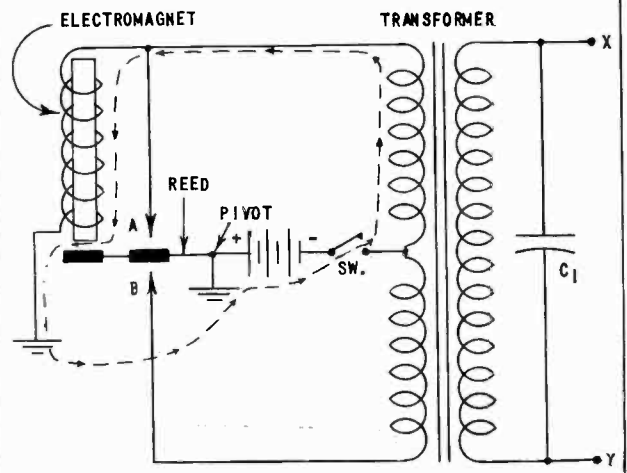 ELECTROMAGNET
TRANSFORMER
X
REED
PIVOT
A
+
-
SW.
B
C1
Y